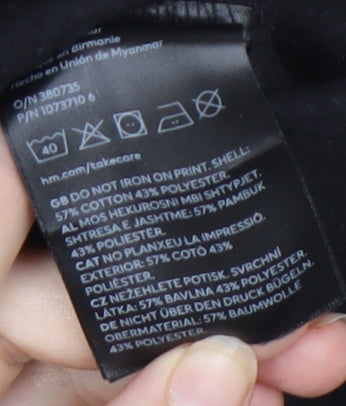 en Birmanie
Hecho en Unión de Myanmar
O/N 380735
P/N 1073710 6
40
hm.com/takecare
GB DO NOT IRON ON PRINT. SHELL:
57% COTTON 43% POLYESTER.
AL MOS HEKUROSNI MBI SHTYPJET.
SHTRESA E JASHTME: 57% PAMBUK
43% POLIESTER.
CAT NO PLANXEU LA IMPRESSIÓ.
EXTERIOR: 57% COTÓ 43%
POLIÈSTER.
CZ NEŽEHLETE POTISK. SVRCHNÍ
LÁTKA: 57% BAVLNA 43% POLYESTER.
DE NICHT ÜBER DEN DRUCK BÜGELN.
OBERMATERIAL: 57% BAUMWOLLE
43% POLYESTER.